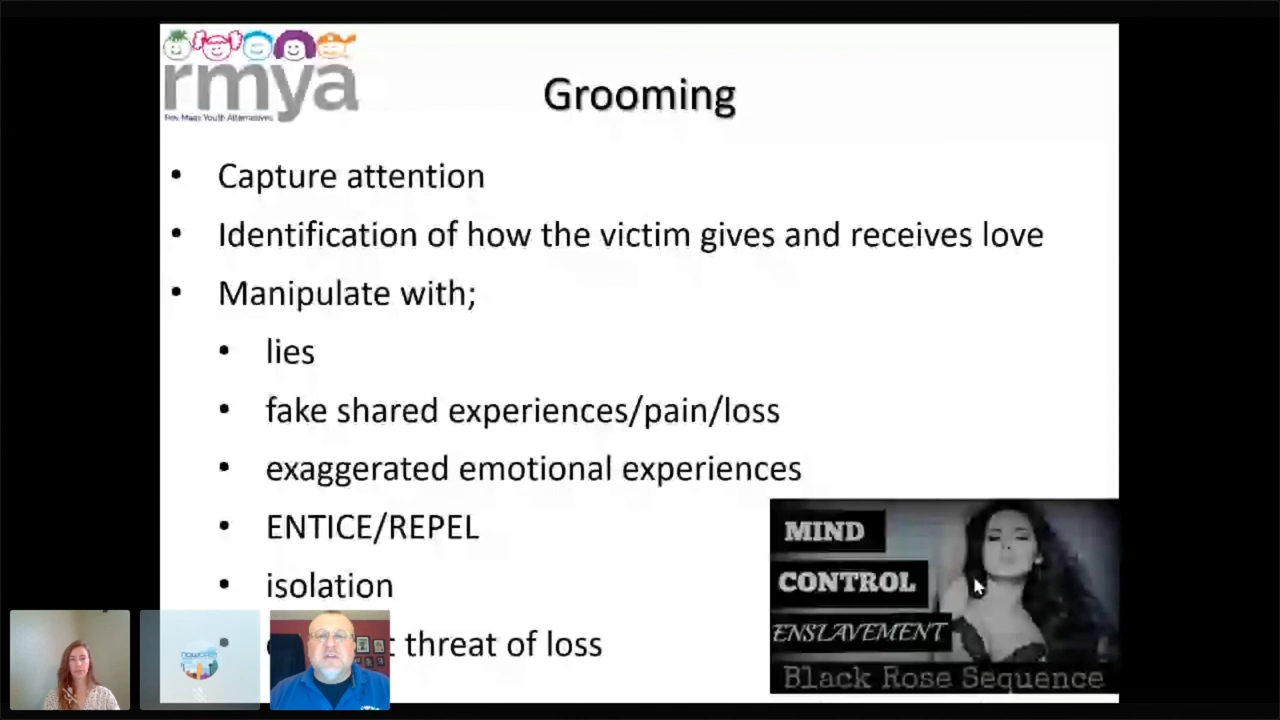 rmya
Grooming
• Capture attention
• Identification of how the victim gives and receives love
• Manipulate with;
• lies
• fake shared experiences/pain/loss
• exaggerated emotional experiences
• ENTICE/REPEL
• isolation
• threat of loss
MIND
CONTROL
ENSLAVEMENT
Black Rose Sequence